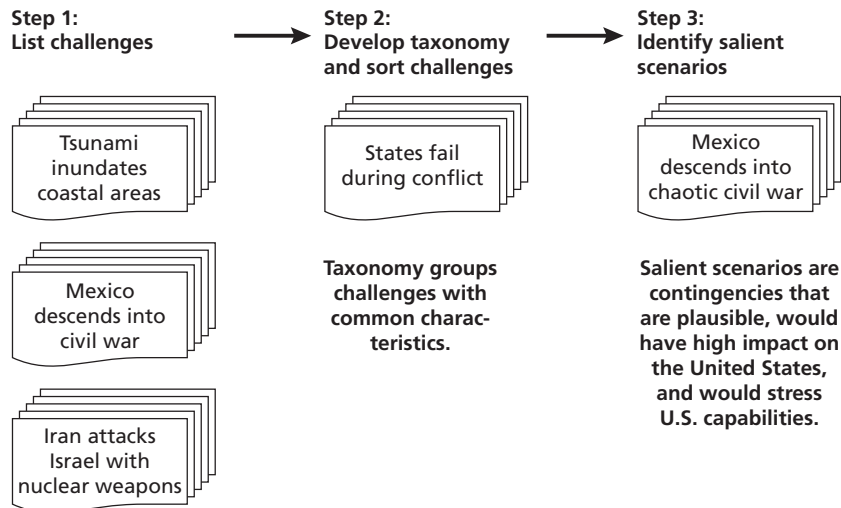 Step 1:
List challenges
Step 2:
Develop taxonomy
and sort challenges
Step 3:
Identify salient
scenarios
Tsunami
inundates
coastal areas
States fail
during conflict
Mexico
descends into
chaotic civil war
Mexico
descends into
civil war
Taxonomy groups
challenges with
common charac-
teristics.
Salient scenarios are
contingencies that
are plausible, would
have high impact on
the United States,
and would stress
U.S. capabilities.
Iran attacks
Israel with
nuclear weapons